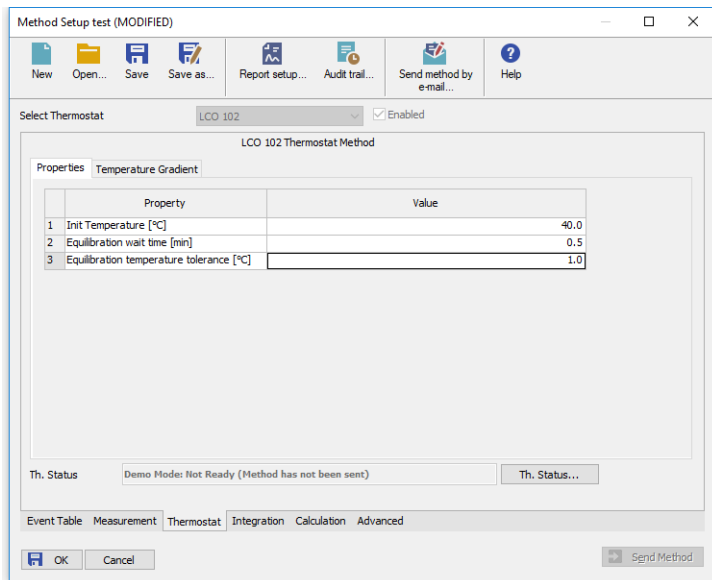 Method Setup test (MODIFIED)
New Open... Save Save as... Report setup... Audit trail... Send method by e-mail... Help
Select Thermostat LCO 102 Enabled
LCO 102 Thermostat Method
Properties Temperature Gradient
Property Value
1 Init Temperature [°C] 40.0
2 Equilibration wait time [min] 0.5
3 Equilibration temperature tolerance [°C] 1.0
Th. Status Demo Mode: Not Ready (Method has not been sent) Th. Status...
Event Table Measurement Thermostat Integration Calculation Advanced
OK Cancel Send Method